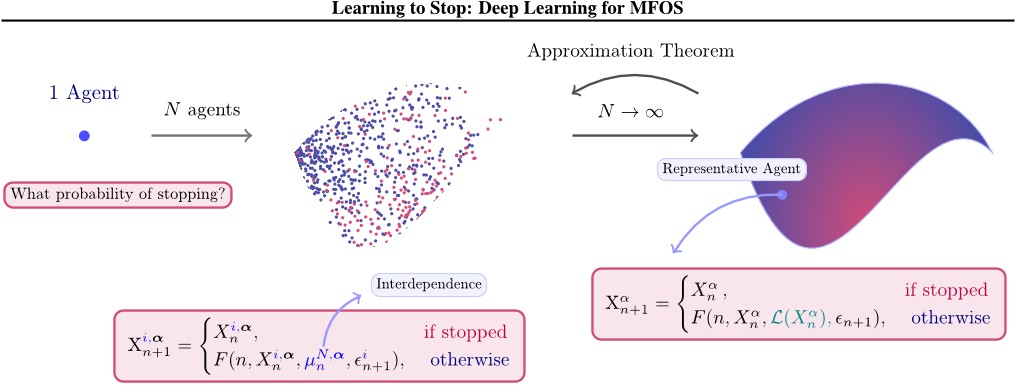 Learning to Stop: Deep Learning for MFOS
Approximation Theorem
1 Agent
N agents
N → ∞
Representative Agent
What probability of stopping?
Interdependence
X^{i,α}_{n+1} = { X^{i,α}_n, if stopped
F(n, X^{i,α}_n, μ^{N,α}_n, ϵ^i_{n+1}), otherwise
X^α_{n+1} = { X^α_n, if stopped
F(n, X^α_n, ℒ(X^α_n), ϵ_{n+1}), otherwise